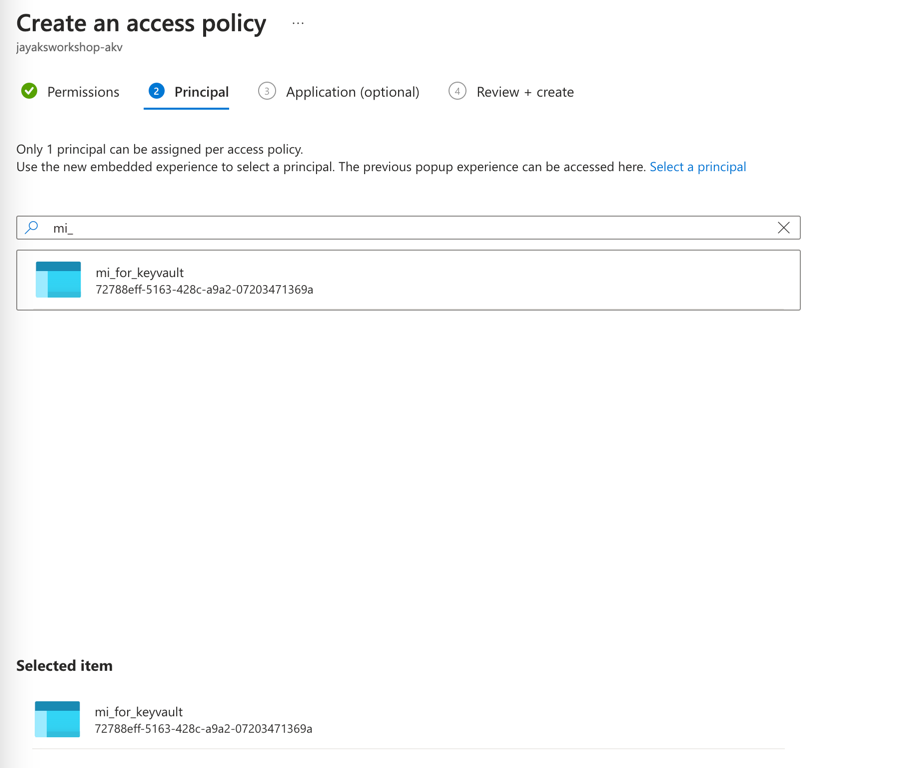 Create an access policy ...
jayaksworkshop-akv
Permissions 2 Principal 3 Application (optional) 4 Review + create
Only 1 principal can be assigned per access policy.
Use the new embedded experience to select a principal. The previous popup experience can be accessed here. Select a principal
mi_
mi_for_keyvault
72788eff-5163-428c-a9a2-07203471369a
Selected item
mi_for_keyvault
72788eff-5163-428c-a9a2-07203471369a